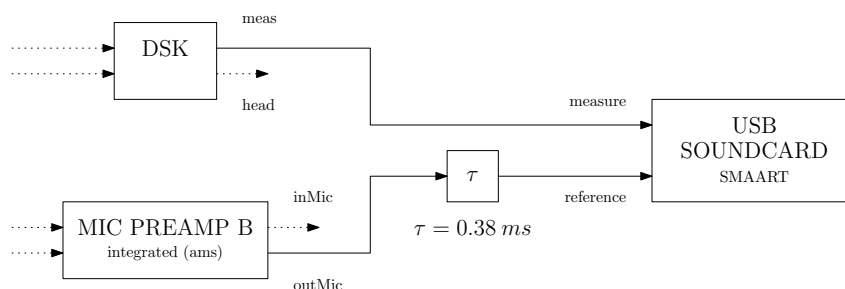 meas
DSK
head
measure
USB
SOUNDCARD
SMAART
τ
inMic
reference
MIC PREAMP B
integrated (ams)
τ = 0.38 ms
outMic